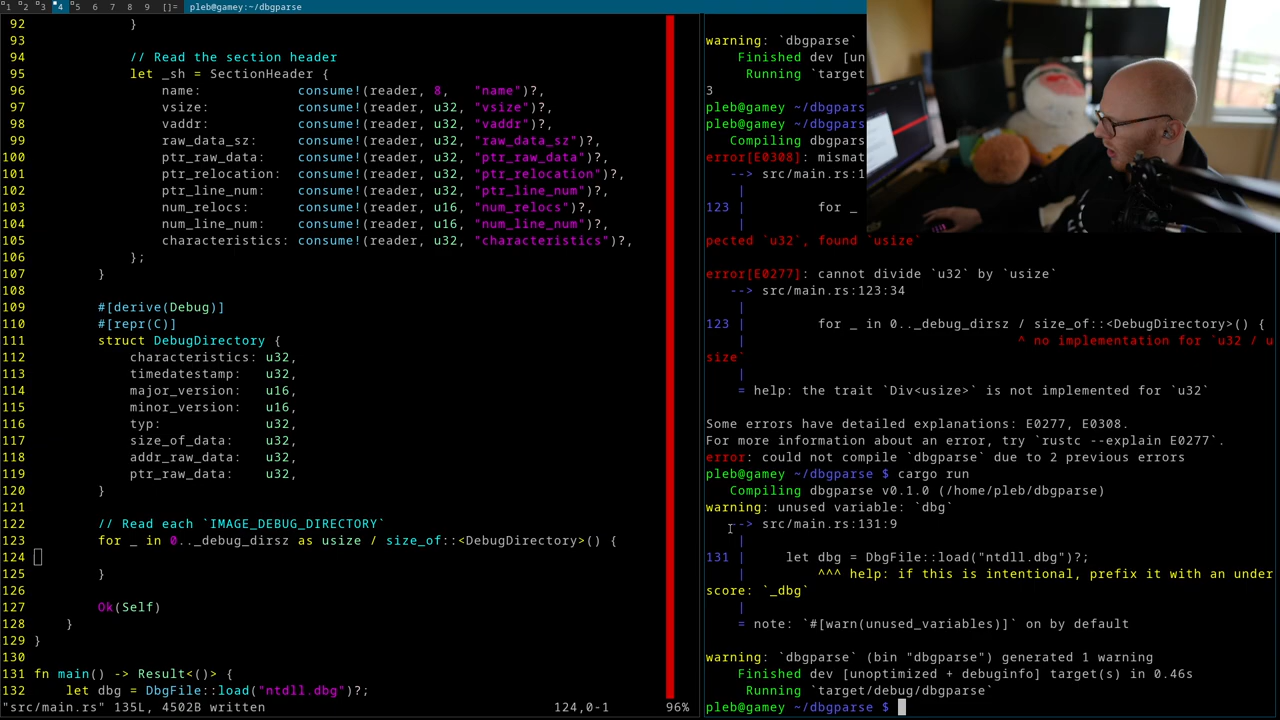 1 2 3 4 5 6 7 8 9 []= pleb@gamey:~/dbgparse
92 }
93
94 // Read the section header
95 let _sh = SectionHeader {
96 name: consume!(reader, 8, "name")?,
97 vsize: consume!(reader, u32, "vsize")?,
98 vaddr: consume!(reader, u32, "vaddr")?,
99 raw_data_sz: consume!(reader, u32, "raw_data_sz")?,
100 ptr_raw_data: consume!(reader, u32, "ptr_raw_data")?,
101 ptr_relocation: consume!(reader, u32, "ptr_relocation")?,
102 ptr_line_num: consume!(reader, u32, "ptr_line_num")?,
103 num_relocs: consume!(reader, u16, "num_relocs")?,
104 num_line_num: consume!(reader, u16, "num_line_num")?,
105 characteristics: consume!(reader, u32, "characteristics")?,
106 };
107 }
108
109 #[derive(Debug)]
110 #[repr(C)]
111 struct DebugDirectory {
112 characteristics: u32,
113 timedatestamp: u32,
114 major_version: u16,
115 minor_version: u16,
116 typ: u32,
117 size_of_data: u32,
118 addr_raw_data: u32,
119 ptr_raw_data: u32,
120 }
121
122 // Read each `IMAGE_DEBUG_DIRECTORY`
123 for _ in 0.._debug_dirsz as usize / size_of::<DebugDirectory>() {
124
125 }
126
127 Ok(Self)
128 }
129 }
130
131 fn main() -> Result<()> {
132 let dbg = DbgFile::load("ntdll.dbg")?;
"src/main.rs" 135L, 4502B written 124,0-1 96%
warning: `dbgparse`
Finished dev [un
Running `target
3
pleb@gamey ~/dbgpars
pleb@gamey ~/dbgpars
Compiling dbgpars
error[E0308]: mismat
--> src/main.rs:1
|
123 | for _
|
pected `u32`, found `usize`

error[E0277]: cannot divide `u32` by `usize`
--> src/main.rs:123:34
|
123 | for _ in 0.._debug_dirsz / size_of::<DebugDirectory>() {
| ^ no implementation for `u32 / u
size`
|
= help: the trait `Div<usize>` is not implemented for `u32`

Some errors have detailed explanations: E0277, E0308.
For more information about an error, try `rustc --explain E0277`.
error: could not compile `dbgparse` due to 2 previous errors
pleb@gamey ~/dbgparse $ cargo run
Compiling dbgparse v0.1.0 (/home/pleb/dbgparse)
warning: unused variable: `dbg`
--> src/main.rs:131:9
|
131 | let dbg = DbgFile::load("ntdll.dbg")?;
| ^^^ help: if this is intentional, prefix it with an under
score: `_dbg`
|
= note: `#[warn(unused_variables)]` on by default

warning: `dbgparse` (bin "dbgparse") generated 1 warning
Finished dev [unoptimized + debuginfo] target(s) in 0.46s
Running `target/debug/dbgparse`
pleb@gamey ~/dbgparse $